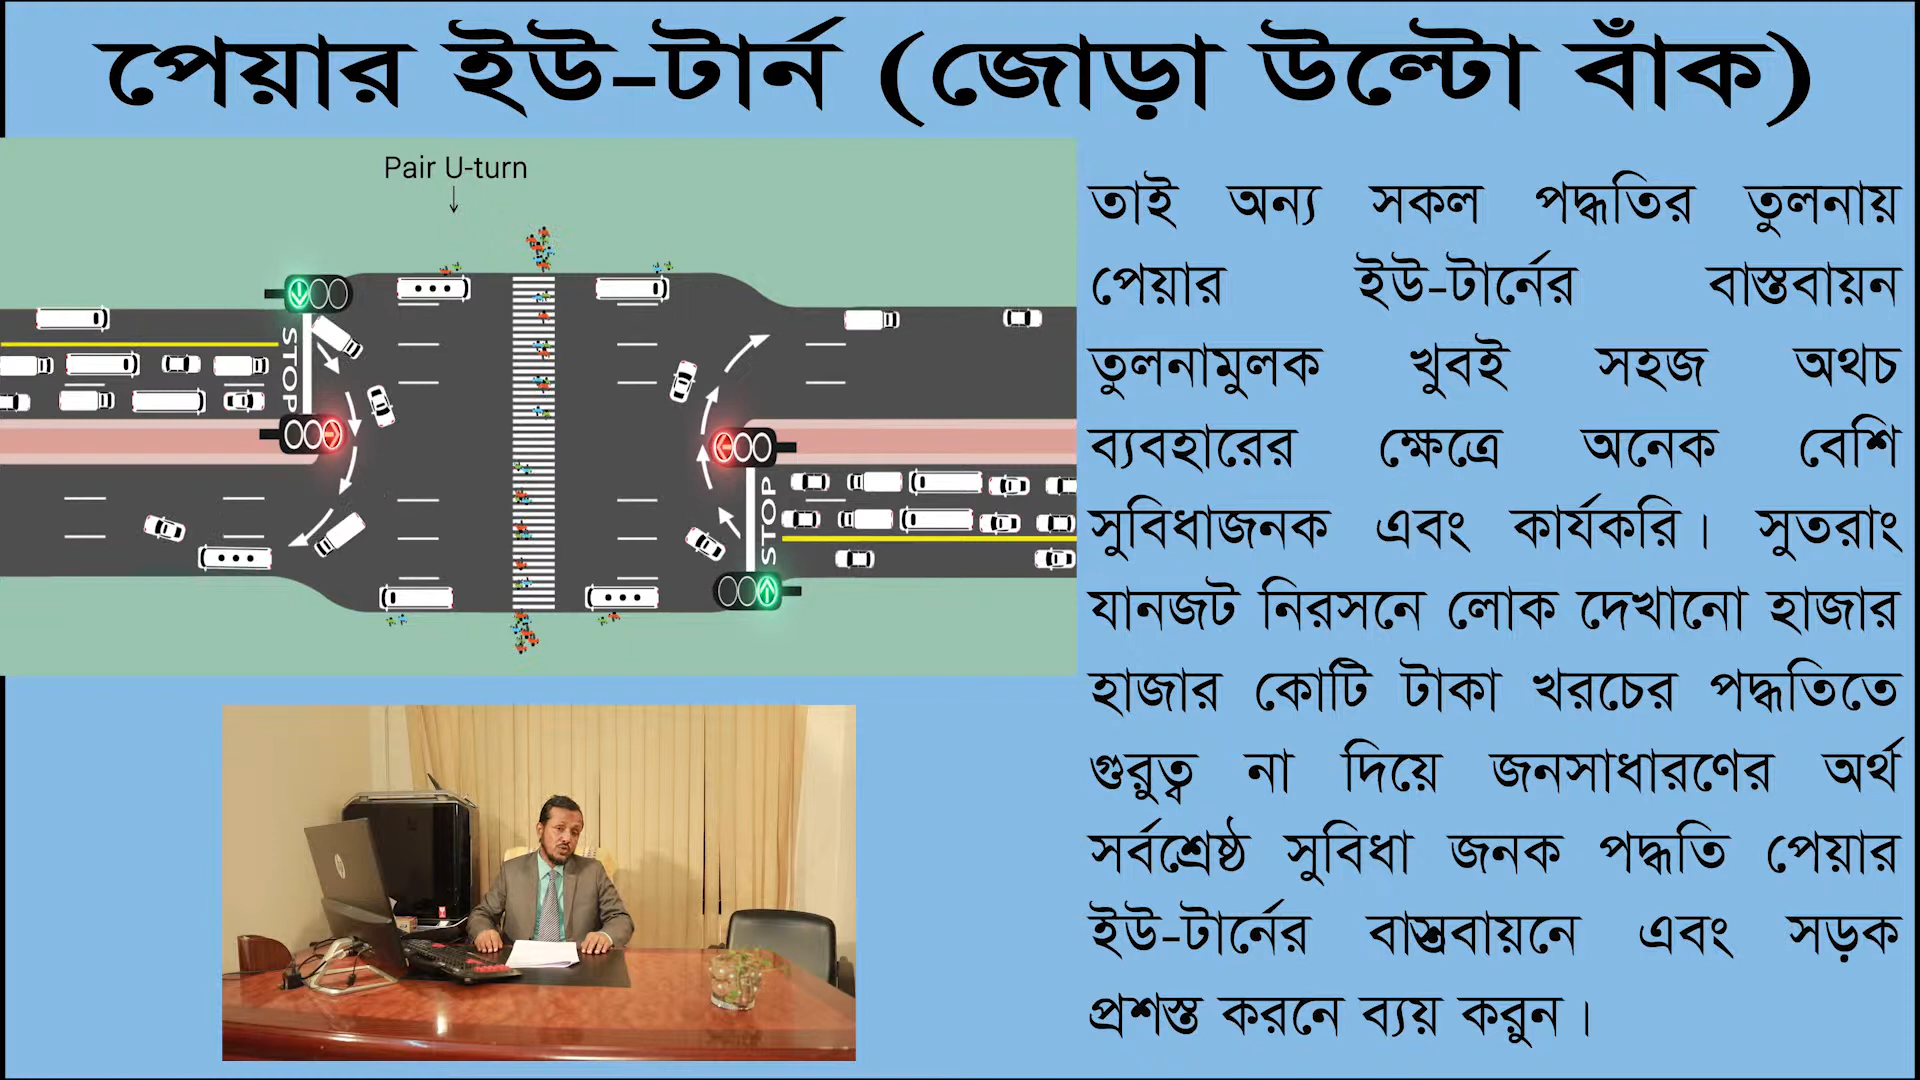 পেয়ার ইউ-টার্ন (জোড়া উল্টো বাঁক)
Pair U-turn
STOP
STOP
তাই অন্য সকল পদ্ধতির তুলনায়
পেয়ার ইউ-টার্নের বাস্তবায়ন
তুলনামুলক খুবই সহজ অথচ
ব্যবহারের ক্ষেত্রে অনেক বেশি
সুবিধাজনক এবং কার্যকরি। সুতরাং
যানজট নিরসনে লোক দেখানো হাজার
হাজার কোটি টাকা খরচের পদ্ধতিতে
গুরুত্ব না দিয়ে জনসাধারণের অর্থ
সর্বশ্রেষ্ঠ সুবিধা জনক পদ্ধতি পেয়ার
ইউ-টার্নের বাস্তবায়নে এবং সড়ক
প্রশস্ত করনে ব্যয় করুন।
hp